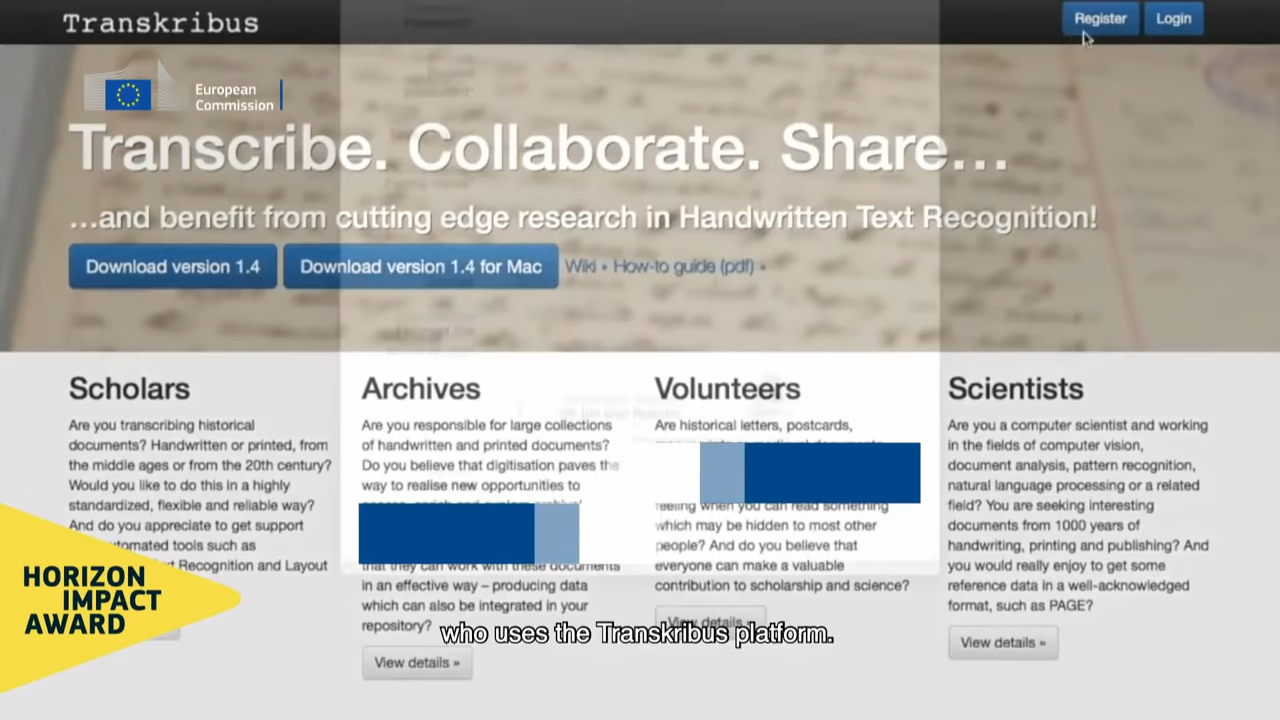 Transkribus
Register
Login
European
Commission
Transcribe. Collaborate. Share...
...and benefit from cutting edge research in Handwritten Text Recognition!
Download version 1.4
Download version 1.4 for Mac
Wiki » How-to guide (pdf) »
Scholars
Are you transcribing historical
documents? Handwritten or printed, from
the middle ages or from the 20th century?
Would you like to do this in a highly
standardized, flexible and reliable way?
And do you appreciate to get support
automated tools such as
Recognition and Layout
Archives
Are you responsible for large collections
of handwritten and printed documents?
Do you believe that digitisation paves the
way to realise new opportunities to
that they can work with these documents
in an effective way – producing data
which can also be integrated in your
repository?
View details »
Volunteers
Are historical letters, postcards,
feeling when you can read something
which may be hidden to most other
people? And do you believe that
everyone can make a valuable
contribution to scholarship and science?
View details »
Scientists
Are you a computer scientist and working
in the fields of computer vision,
document analysis, pattern recognition,
natural language processing or a related
field? You are seeking interesting
documents from 1000 years of
handwriting, printing and publishing? And
you would really enjoy to get some
reference data in a well-acknowledged
format, such as PAGE?
View details »
HORIZON
IMPACT
AWARD
who uses the Transkribus platform.